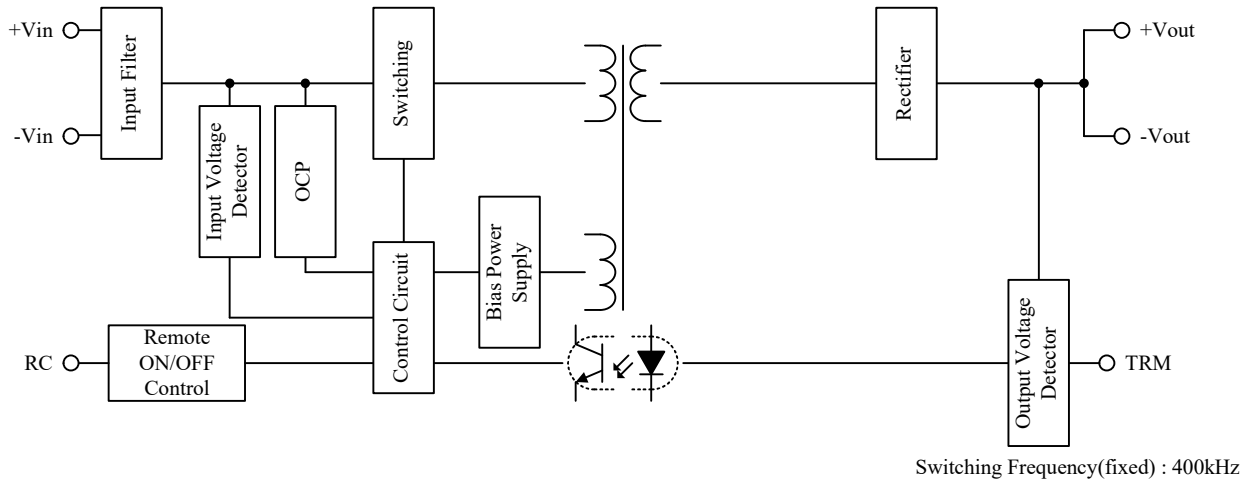 +Vin
-Vin
Input Filter
Input Voltage
Detector
OCP
Switching
Rectifier
+Vout
-Vout
Control Circuit
Bias Power
Supply
RC
Remote
ON/OFF
Control
Output Voltage
Detector
TRM
Switching Frequency(fixed) : 400kHz